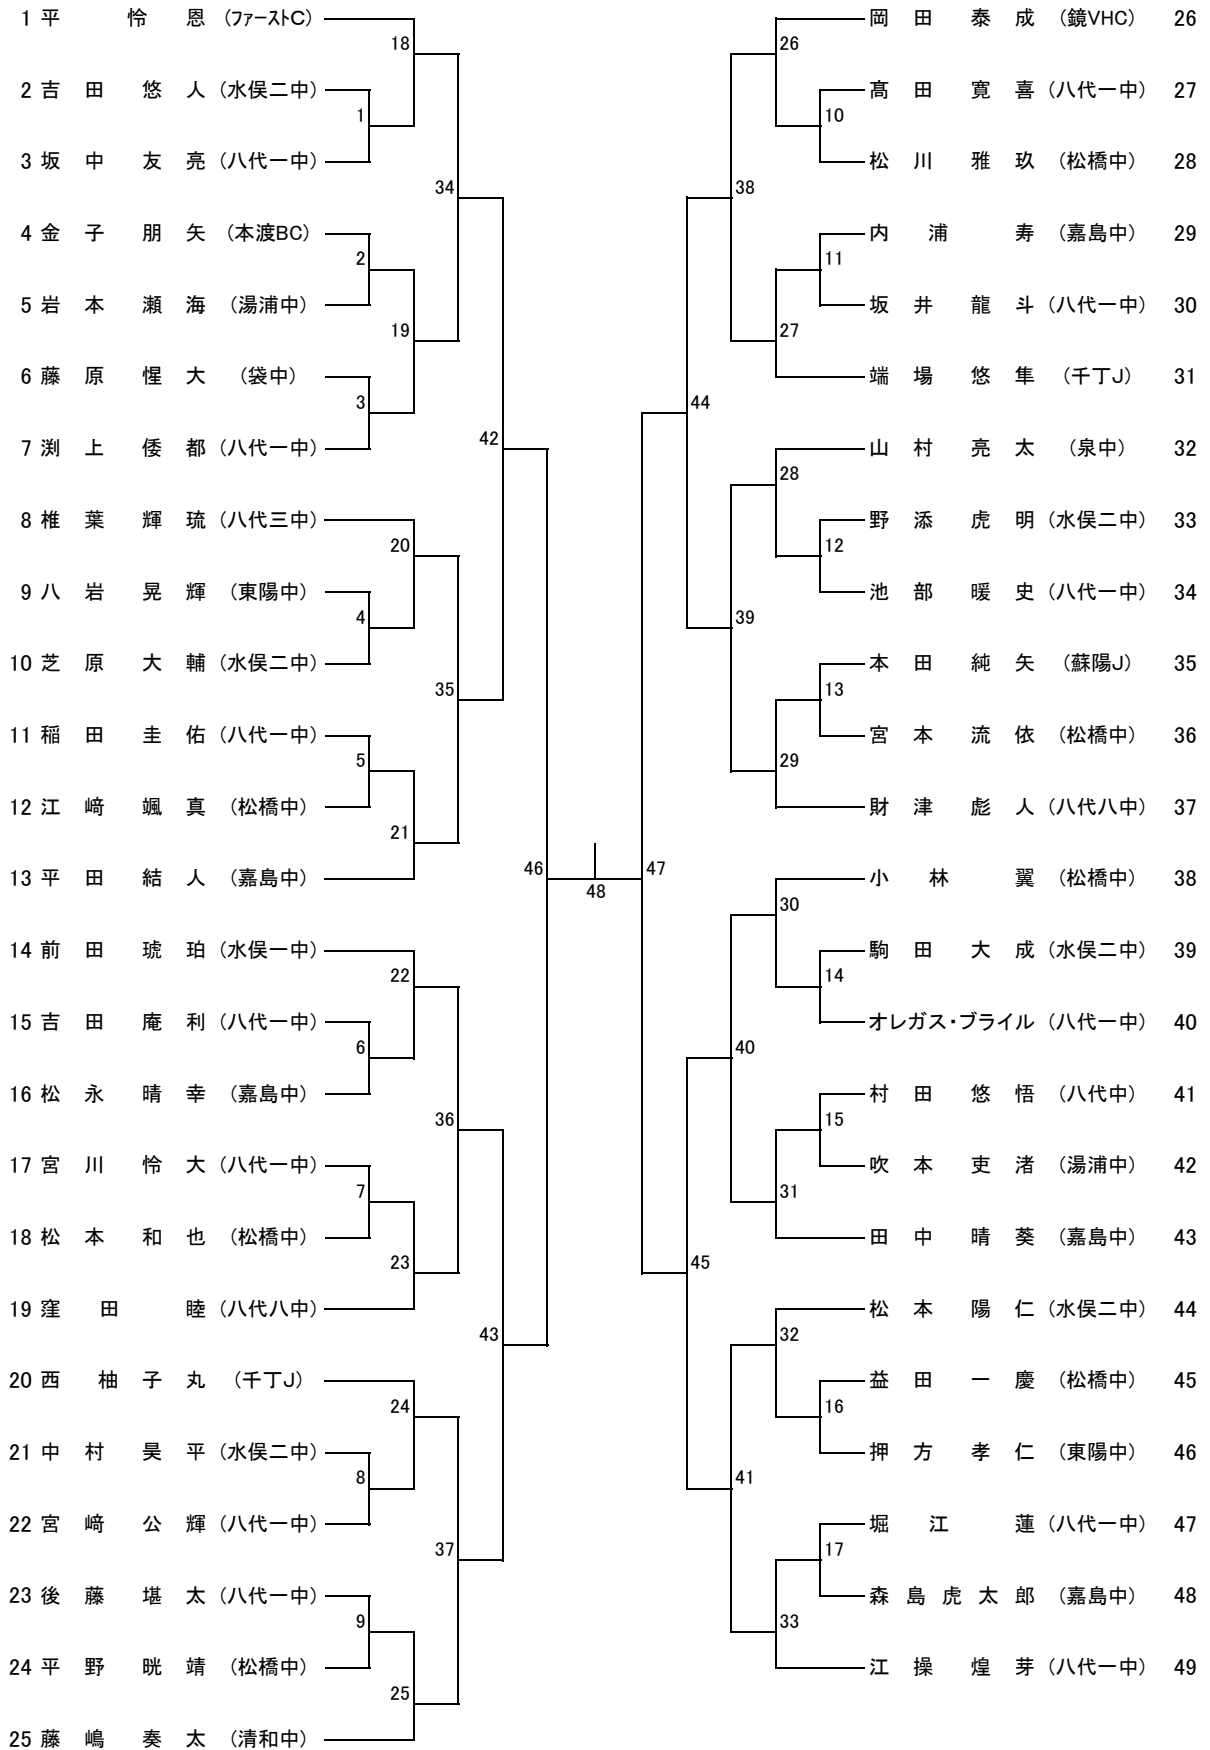 1 平 怜 恩 (ファーストC)
18
2 吉 田 悠 人 (水俣二中)
1
3 坂 中 友 亮 (八代一中)
34
4 金 子 朋 矢 (本渡BC)
2
5 岩 本 瀬 海 (湯浦中)
19
6 藤 原 惺 大 (袋中)
3
7 渕 上 倭 都 (八代一中)
42
8 椎 葉 輝 琉 (八代三中)
20
9 八 岩 晃 輝 (東陽中)
4
10 芝 原 大 輔 (水俣二中)
35
11 稲 田 圭 佑 (八代一中)
5
12 江 﨑 颯 真 (松橋中)
21
13 平 田 結 人 (嘉島中)
46
48
14 前 田 琥 珀 (水俣一中)
22
15 吉 田 庵 利 (八代一中)
6
16 松 永 晴 幸 (嘉島中)
36
17 宮 川 怜 大 (八代一中)
7
18 松 本 和 也 (松橋中)
23
19 窪 田 睦 (八代八中)
43
20 西 柚 子 丸 (千丁J)
24
21 中 村 昊 平 (水俣二中)
8
22 宮 﨑 公 輝 (八代一中)
37
23 後 藤 堪 太 (八代一中)
9
24 平 野 晄 靖 (松橋中)
25
25 藤 嶋 奏 太 (清和中)
岡 田 泰 成 (鏡VHC) 26
26
髙 田 寛 喜 (八代一中) 27
10
松 川 雅 玖 (松橋中) 28
38
内 浦 寿 (嘉島中) 29
11
坂 井 龍 斗 (八代一中) 30
27
端 場 悠 隼 (千丁J) 31
44
山 村 亮 太 (泉中) 32
28
野 添 虎 明 (水俣二中) 33
12
池 部 暖 史 (八代一中) 34
39
本 田 純 矢 (蘇陽J) 35
13
宮 本 流 依 (松橋中) 36
29
財 津 彪 人 (八代八中) 37
47
小 林 翼 (松橋中) 38
30
駒 田 大 成 (水俣二中) 39
14
オレガス・ブライル (八代一中) 40
40
村 田 悠 悟 (八代中) 41
15
吹 本 吏 渚 (湯浦中) 42
31
田 中 晴 葵 (嘉島中) 43
45
松 本 陽 仁 (水俣二中) 44
32
益 田 一 慶 (松橋中) 45
16
押 方 孝 仁 (東陽中) 46
41
堀 江 蓮 (八代一中) 47
17
森 島 虎 太 郎 (嘉島中) 48
33
江 操 煌 芽 (八代一中) 49